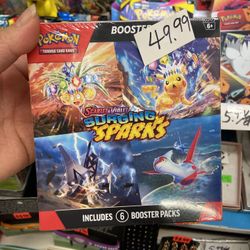 BOOSTER
49.99
6+
Pokémon
TRADING CARD GAME
SCARLET & VIOLET
SURGING
SPARKS
INCLUDES 6 BOOSTER PACKS